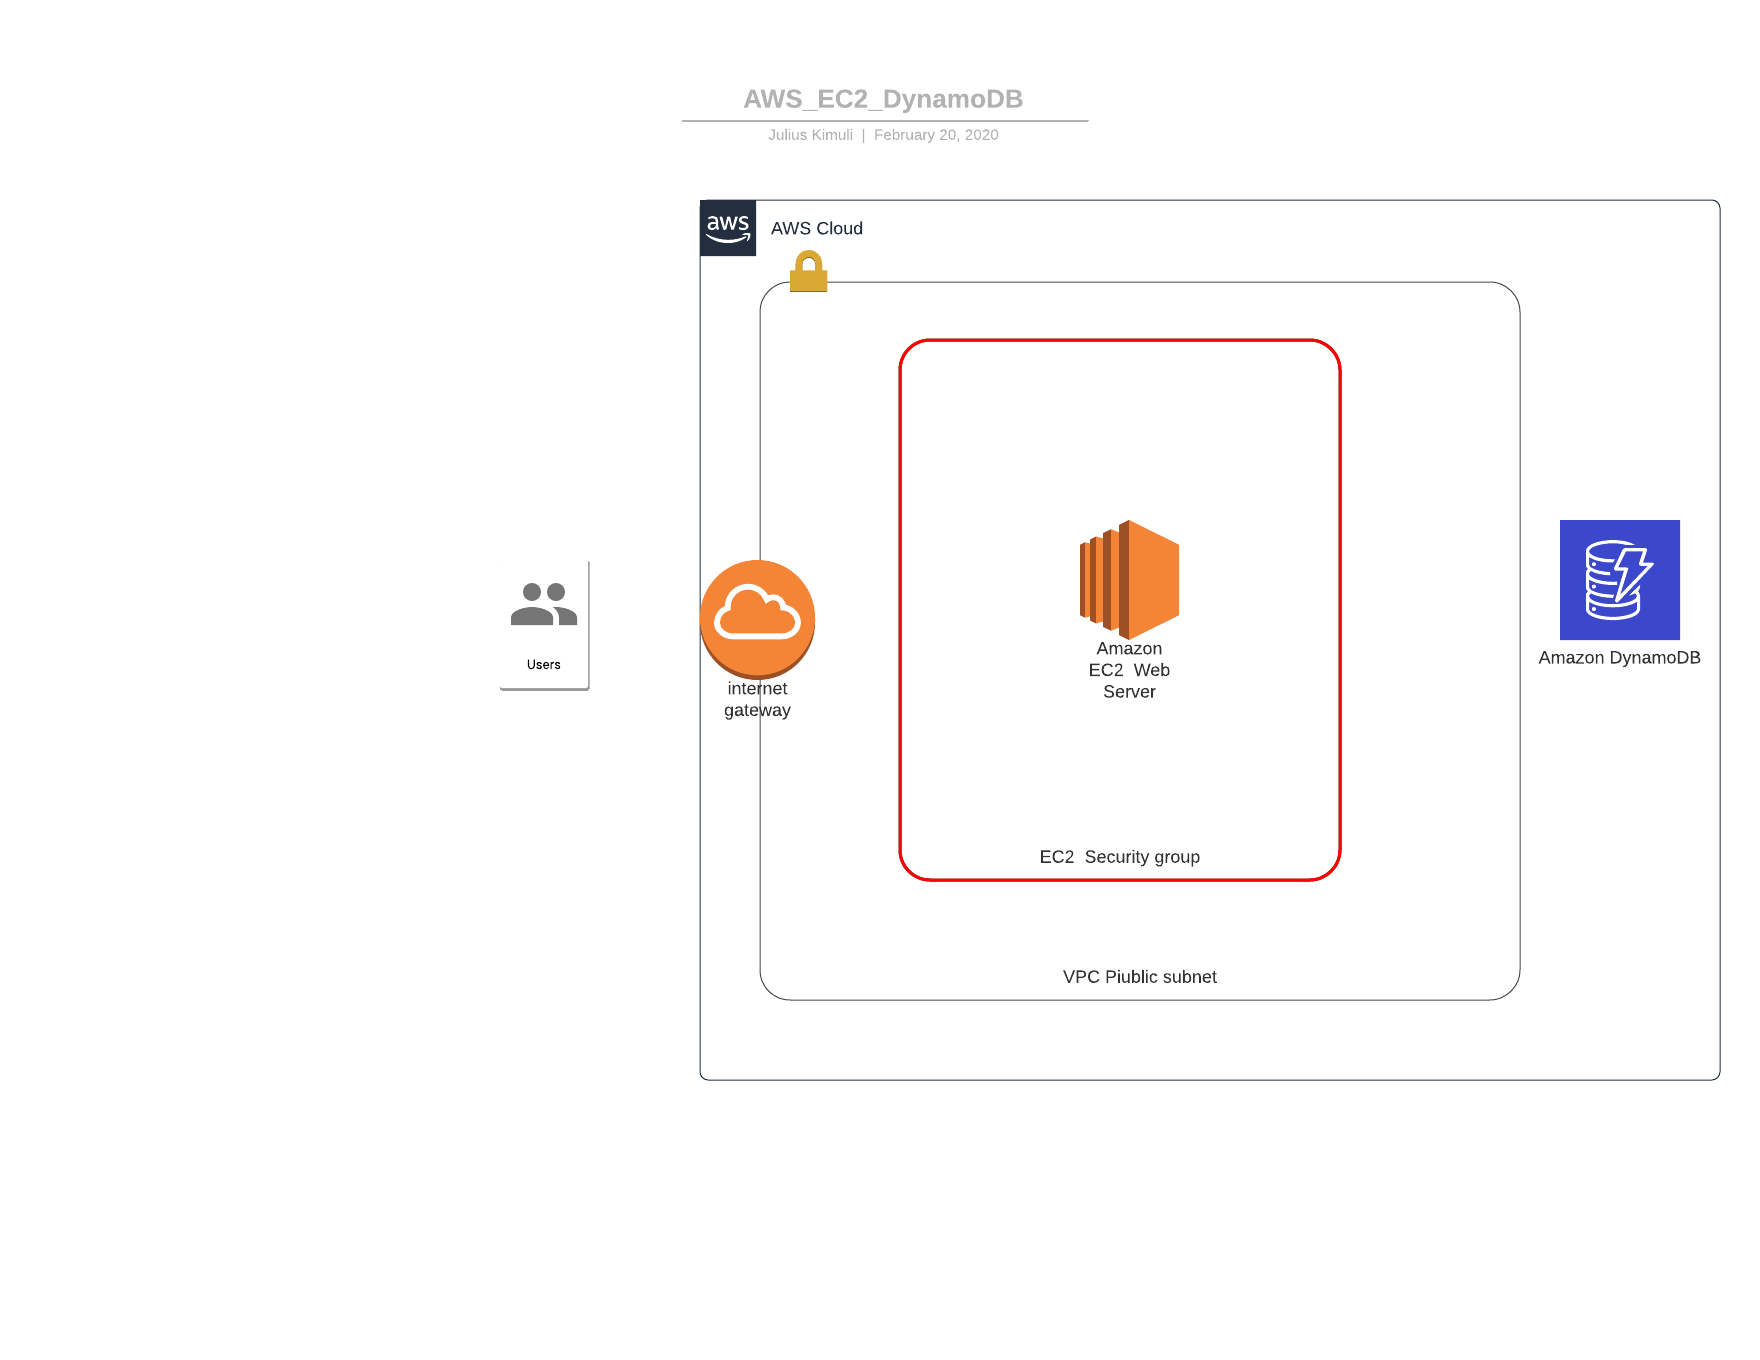 AWS_EC2_DynamoDB
Julius Kimuli | February 20, 2020
aws
AWS Cloud
Users
internet
gateway
Amazon
EC2  Web
Server
Amazon DynamoDB
EC2  Security group
VPC Piublic subnet